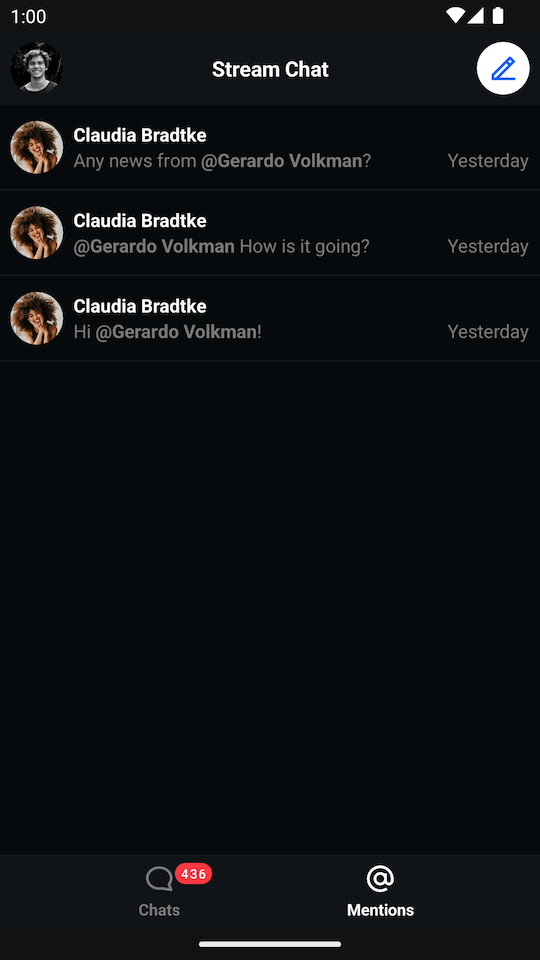 1:00
Stream Chat
Claudia Bradtke
Any news from @Gerardo Volkman? Yesterday
Claudia Bradtke
@Gerardo Volkman How is it going? Yesterday
Claudia Bradtke
Hi @Gerardo Volkman! Yesterday
436
Chats Mentions